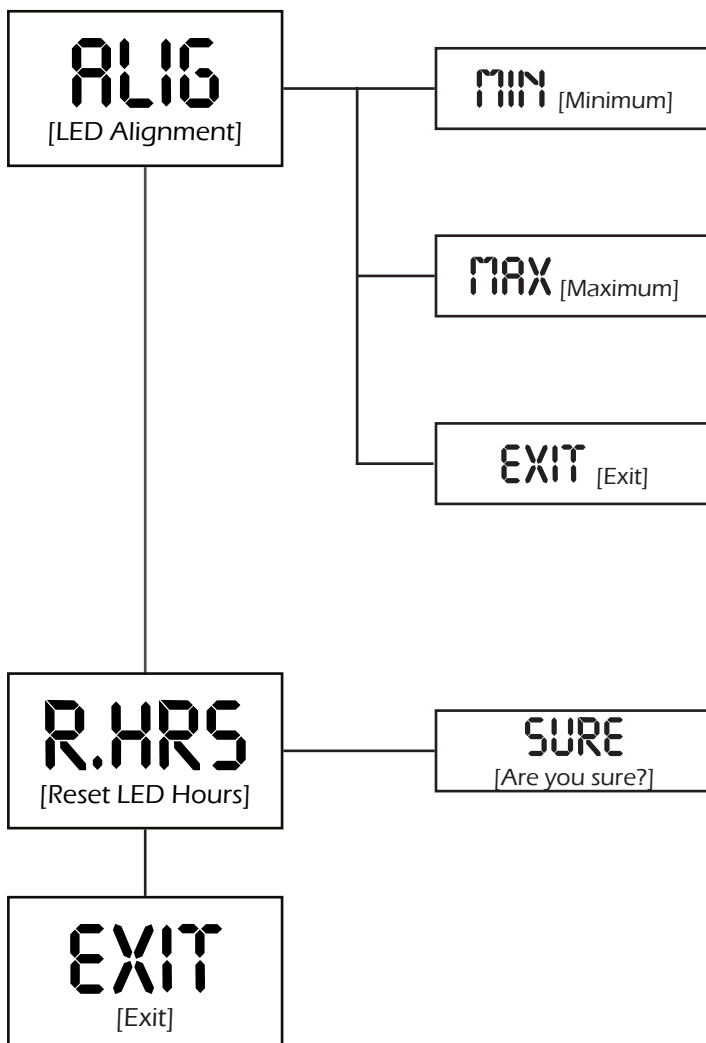 ALIG
[LED Alignment]
MIN [Minimum]
MAX [Maximum]
EXIT [Exit]
R.HRS
[Reset LED Hours]
SURE
[Are you sure?]
EXIT
[Exit]